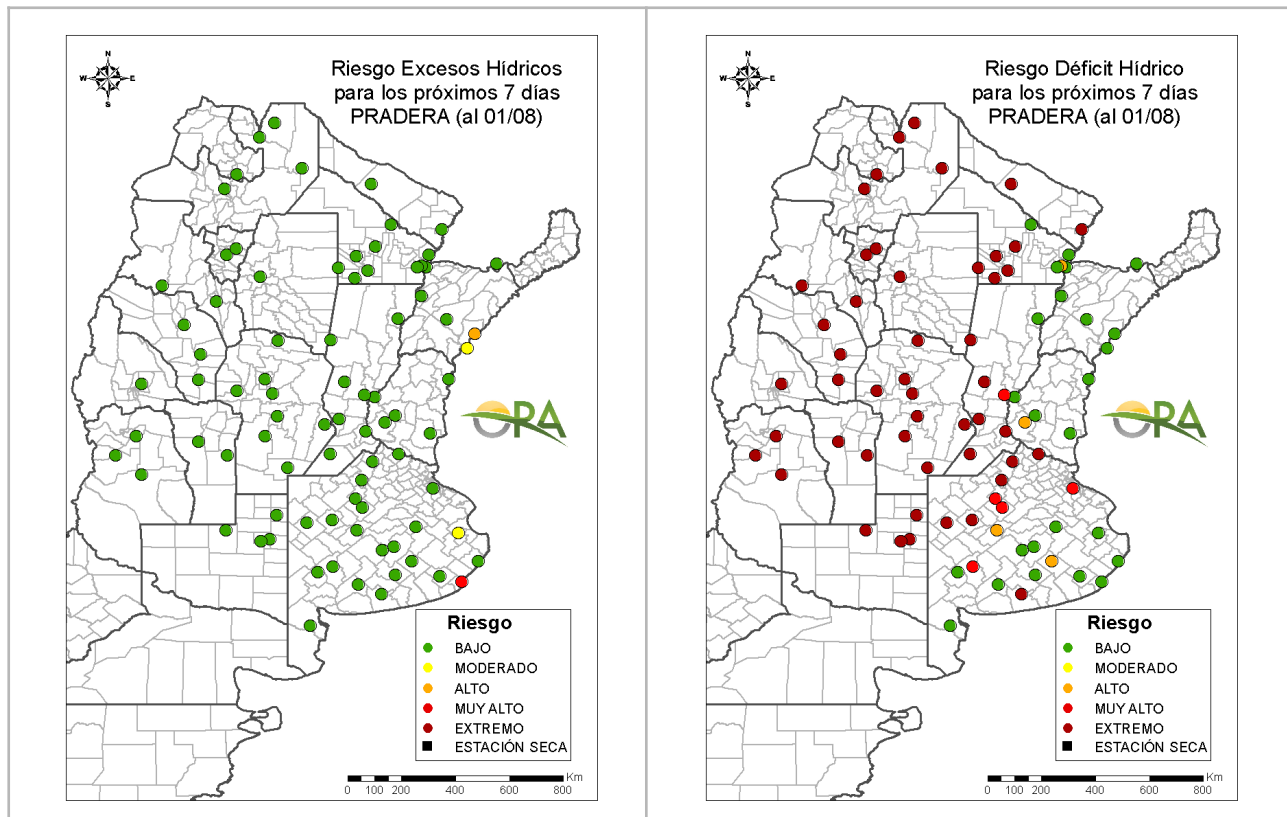 N
W E
S
Riesgo Excesos Hídricos
para los próximos 7 días
PRADERA (al 01/08)
ORA
Riesgo
BAJO
MODERADO
ALTO
MUY ALTO
EXTREMO
ESTACIÓN SECA
Km
0 100 200 400 600 800
N
W E
S
Riesgo Déficit Hídrico
para los próximos 7 días
PRADERA (al 01/08)
ORA
Riesgo
BAJO
MODERADO
ALTO
MUY ALTO
EXTREMO
ESTACIÓN SECA
Km
0 100 200 400 600 800